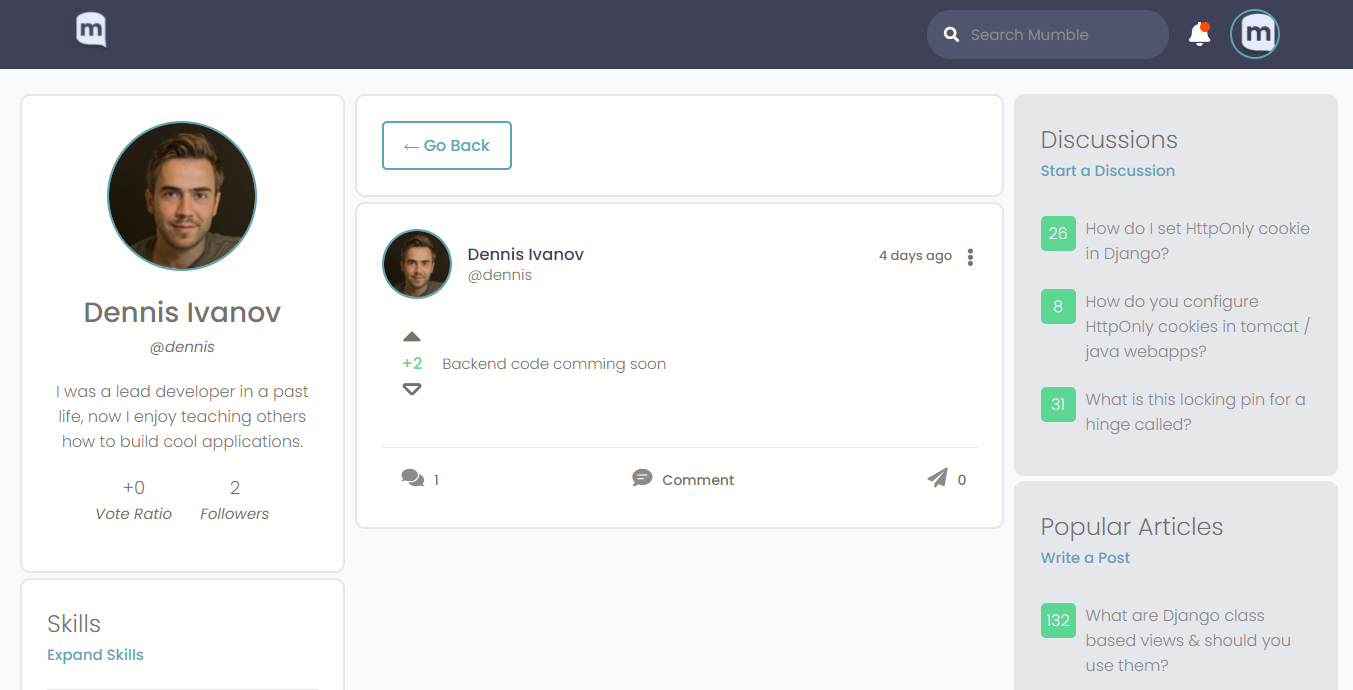 m
Search Mumble
m
Dennis Ivanov
@dennis
I was a lead developer in a past
life, now I enjoy teaching others
how to build cool applications.
+0
Vote Ratio
2
Followers
Skills
Expand Skills
← Go Back
Dennis Ivanov
@dennis
4 days ago
+2
Backend code comming soon
1
Comment
0
Discussions
Start a Discussion
26
How do I set HttpOnly cookie
in Django?
8
How do you configure
HttpOnly cookies in tomcat /
java webapps?
31
What is this locking pin for a
hinge called?
Popular Articles
Write a Post
132
What are Django class
based views & should you
use them?